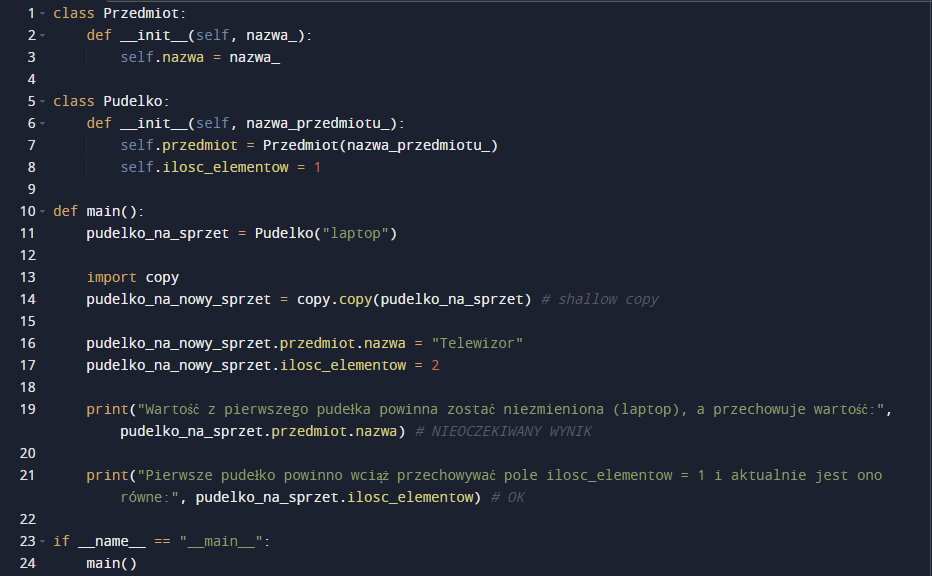 1 class Przedmiot:
2     def __init__(self, nazwa_):
3         self.nazwa = nazwa_
4
5 class Pudelko:
6     def __init__(self, nazwa_przedmiotu_):
7         self.przedmiot = Przedmiot(nazwa_przedmiotu_)
8         self.ilosc_elementow = 1
9
10 def main():
11     pudelko_na_sprzet = Pudelko("laptop")
12
13     import copy
14     pudelko_na_nowy_sprzet = copy.copy(pudelko_na_sprzet) # shallow copy
15
16     pudelko_na_nowy_sprzet.przedmiot.nazwa = "Telewizor"
17     pudelko_na_nowy_sprzet.ilosc_elementow = 2
18
19     print("Wartość z pierwszego pudełka powinna zostać niezmieniona (laptop), a przechowuje wartość:",
        pudelko_na_sprzet.przedmiot.nazwa) # NIEOCZEKIWANY WYNIK
20
21     print("Pierwsze pudełko powinno wciąż przechowywać pole ilosc_elementow = 1 i aktualnie jest ono
        równe:", pudelko_na_sprzet.ilosc_elementow) # OK
22
23 if __name__ == "__main__":
24     main()